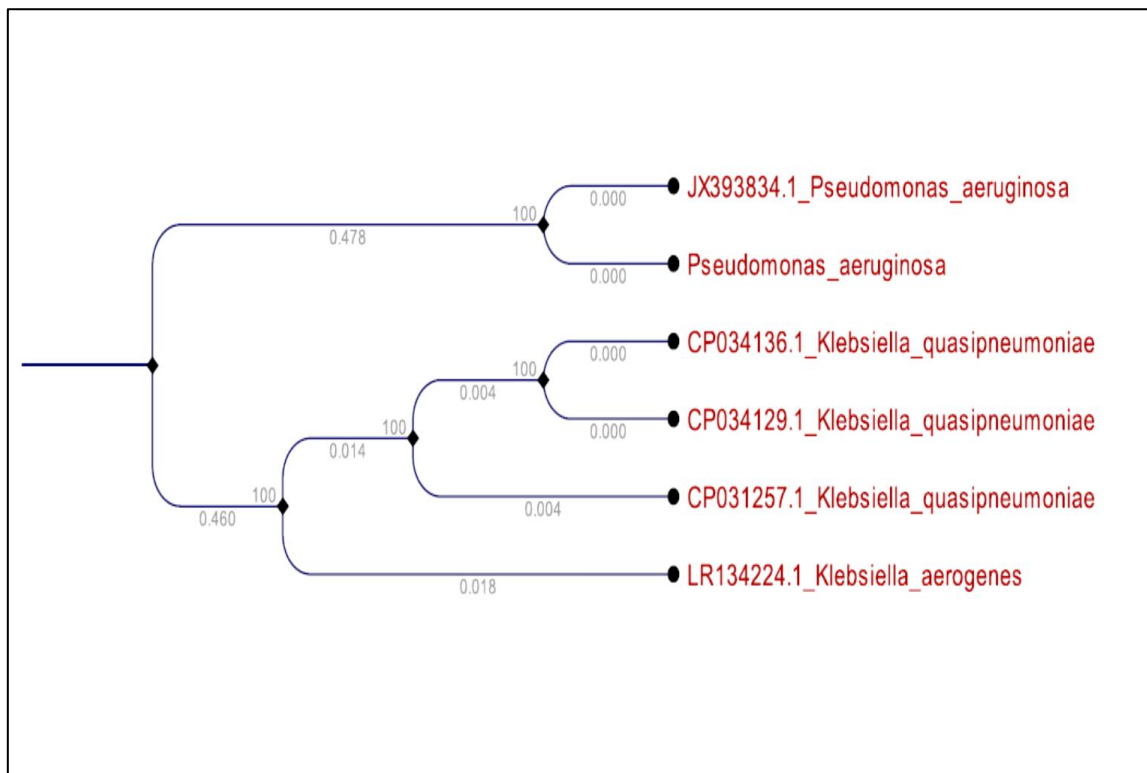 JX393834.1_Pseudomonas_aeruginosa
100
0.000
0.478
0.000
Pseudomonas_aeruginosa
CP034136.1_Klebsiella_quasipneumoniae
100
0.000
0.004
0.000
CP034129.1_Klebsiella_quasipneumoniae
100
0.014
CP031257.1_Klebsiella_quasipneumoniae
100
0.004
0.460
LR134224.1_Klebsiella_aerogenes
0.018